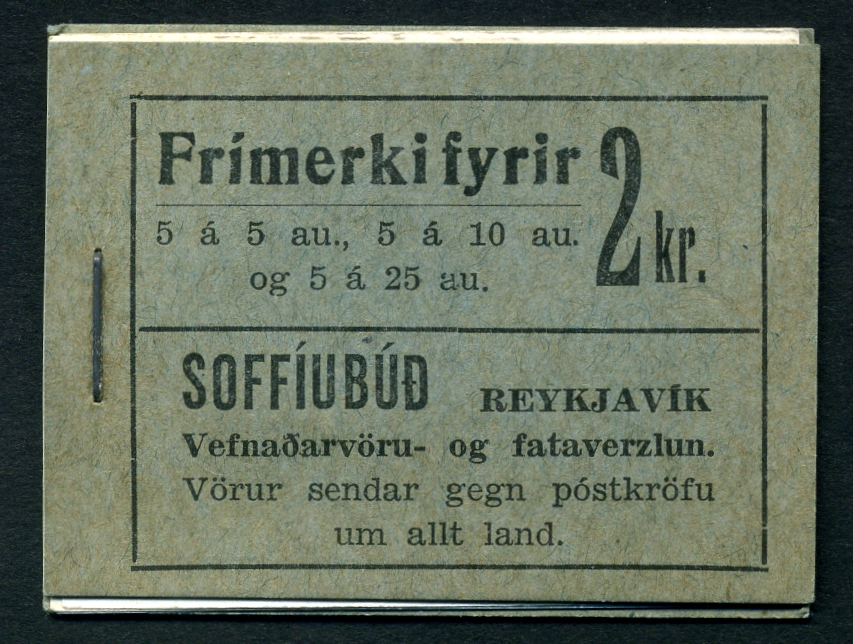 Frímerki fyrir 2 kr.
5 á 5 au., 5 á 10 au.
og 5 á 25 au.
SOFFÍUBÚÐ REYKJAVÍK
Vefnaðarvöru- og fataverzlun.
Vörur sendar gegn póstkröfu
um allt land.